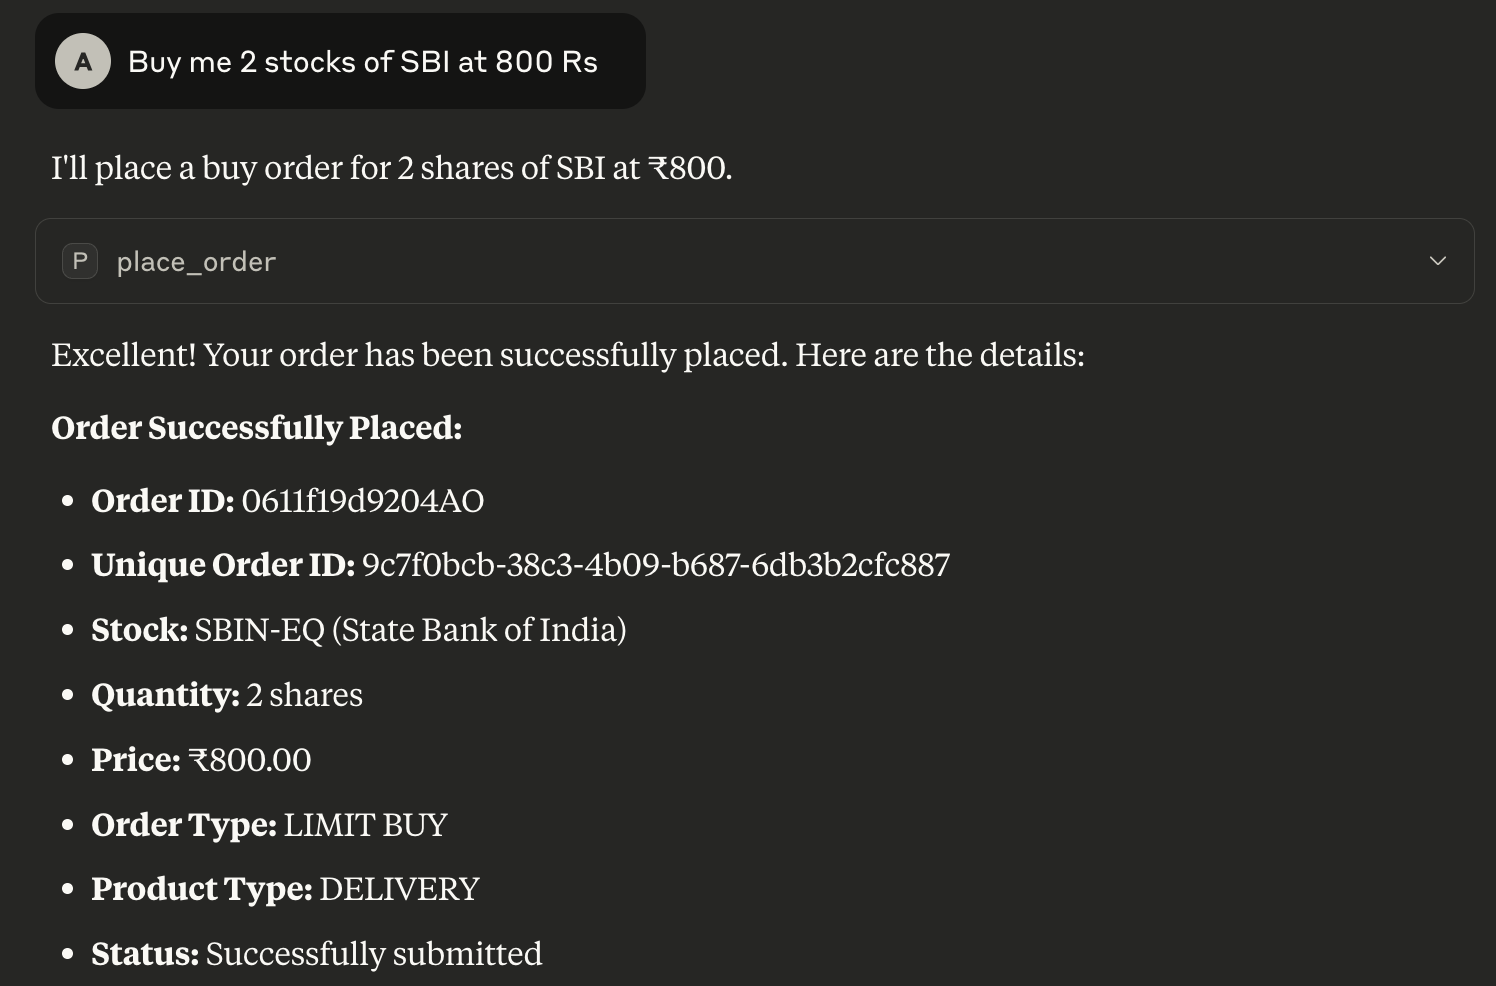 A
Buy me 2 stocks of SBI at 800 Rs
I'll place a buy order for 2 shares of SBI at ₹800.
P place_order
Excellent! Your order has been successfully placed. Here are the details:
Order Successfully Placed:
• Order ID: 0611f19d9204AO
• Unique Order ID: 9c7f0bcb-38c3-4b09-b687-6db3b2cfc887
• Stock: SBIN-EQ (State Bank of India)
• Quantity: 2 shares
• Price: ₹800.00
• Order Type: LIMIT BUY
• Product Type: DELIVERY
• Status: Successfully submitted